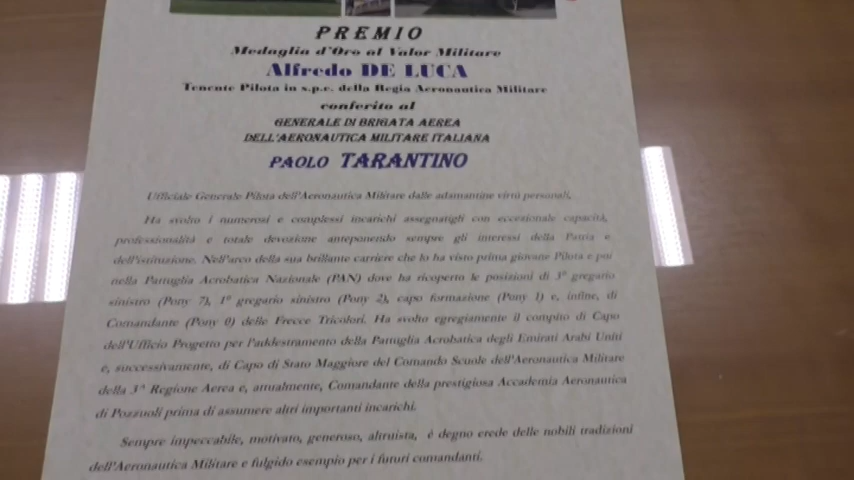 PREMIO
Medaglia d'Oro al Valor Militare
Alfredo DE LUCA
Tenente Pilota in s.p.e. della Regia Aeronautica Militare
conferito al
GENERALE DI BRIGATA AEREA
DELL'AERONAUTICA MILITARE ITALIANA
PAOLO TARANTINO
Ufficiale Generale Pilota dell'Aeronautica Militare dalle adamantine virtù personali,
Ha svolto i numerosi e complessi incarichi assegnatigli con eccezionale capacità,
professionalità e totale devozione anteponendo sempre gli interessi della Patria e
dell'istituzione. Nell'arco della sua brillante carriere che lo ha visto prima giovane Pilota e poi
nella Pattuglia Acrobatica Nazionale (PAN) dove ha ricoperto le posizioni di 3° gregario
sinistro (Pony 7), 1° gregario sinistro (Pony 2), capo formazione (Pony 1) e, infine, di
Comandante (Pony 0) delle Frecce Tricolori. Ha svolto egregiamente il compito di Capo
dell'Ufficio Progetto per l'addestramento della Pattuglia Acrobatica degli Emirati Arabi Uniti
e, successivamente, di Capo di Stato Maggiore del Comando Scuole dell'Aeronautica Militare
della 3^ Regione Aerea e, attualmente, Comandante della prestigiosa Accademia Aeronautica
di Pozzuoli prima di assumere altri importanti incarichi.
Sempre impeccabile, motivato, generoso, altruista, è degno erede delle nobili tradizioni
dell'Aeronautica Militare e fulgido esempio per i futuri comandanti.